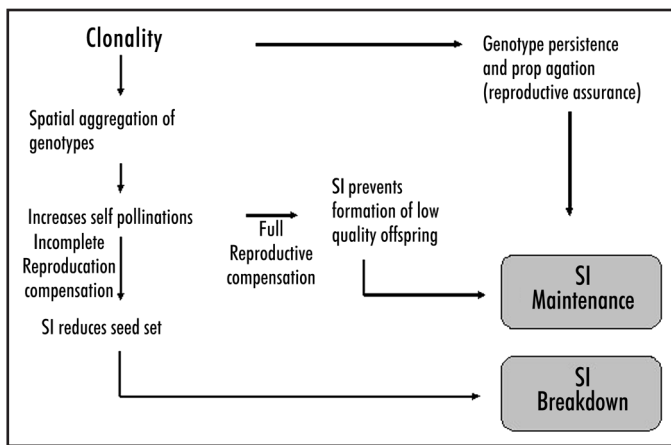 Clonality
Genotype persistence
and prop agation
(reproductive assurance)
Spatial aggregation of
genotypes
Increases self pollinations
Incomplete
Reproducation
compensation
Full
Reproductive
compensation
SI prevents
formation of low
quality offspring
SI reduces seed set
SI
Maintenance
SI
Breakdown